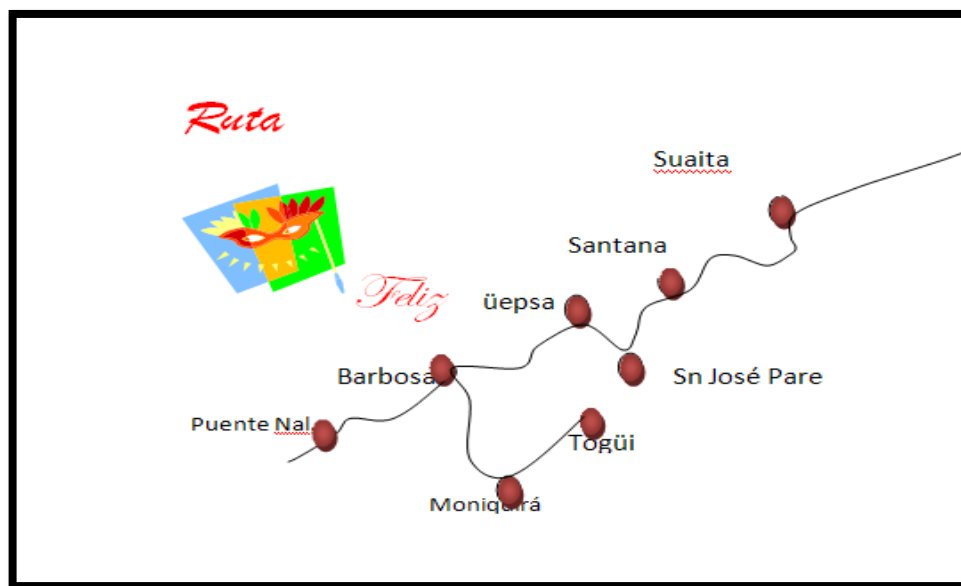 Ruta
Suaita
Santana
Feliz
üepsa
Barbosa
Sn José Pare
Puente Nal.
Togüi
Moniquirá